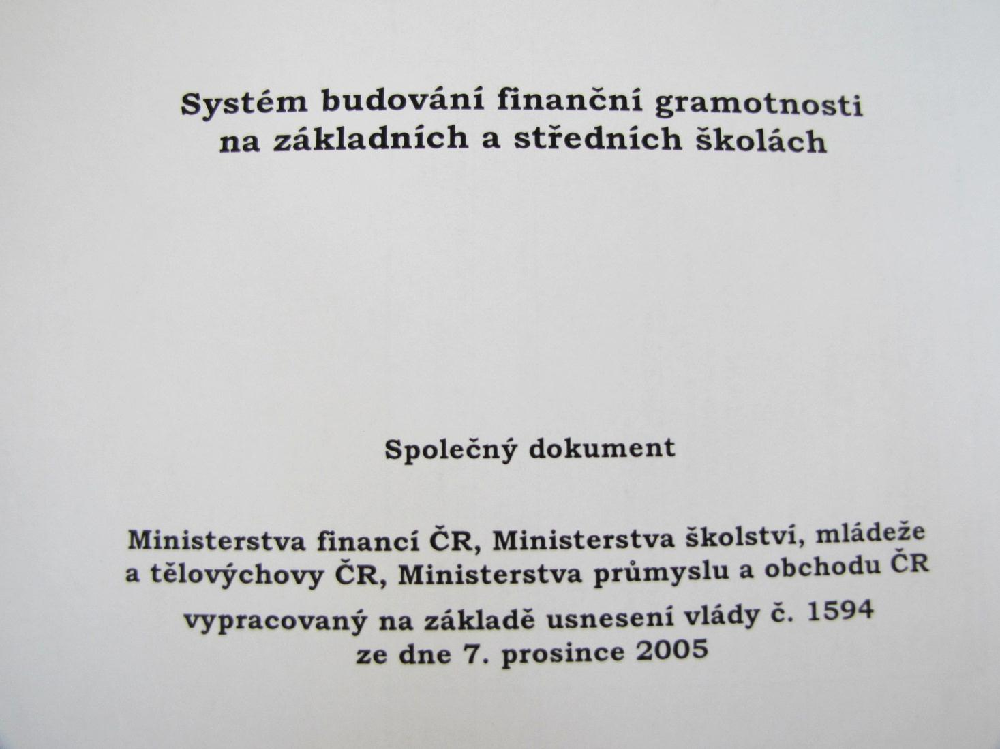 Systém budování finanční gramotnosti
na základních a středních školách
Společný dokument
Ministerstva financí ČR, Ministerstva školství, mládeže
a tělovýchovy ČR, Ministerstva průmyslu a obchodu ČR
vypracovaný na základě usnesení vlády č. 1594
ze dne 7. prosince 2005